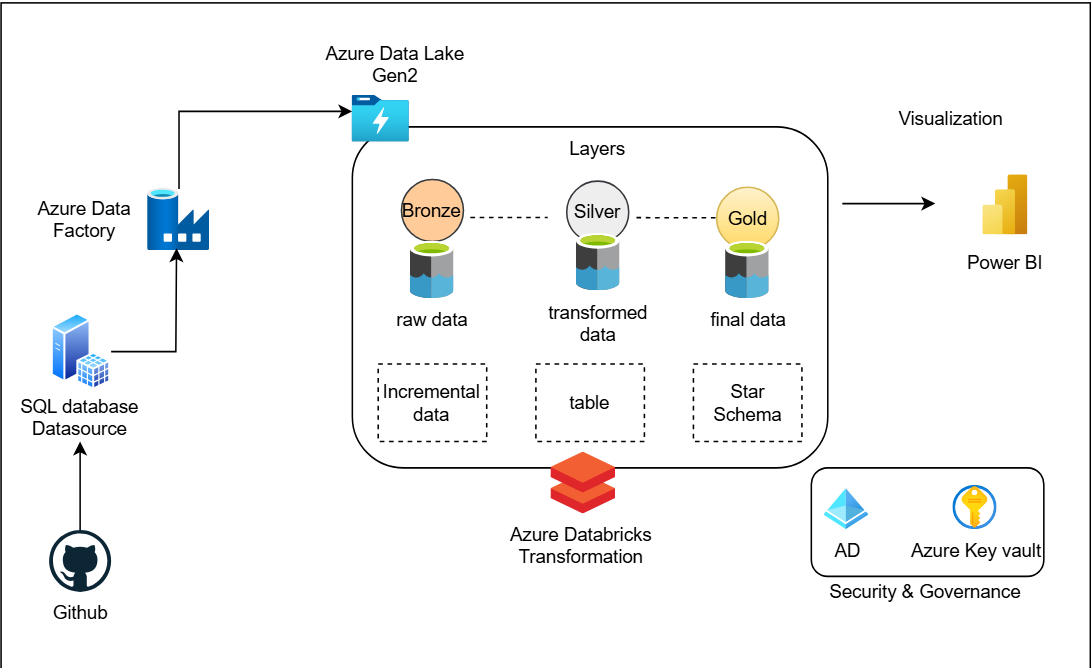 Azure Data Lake
Gen2
Visualization
Layers
Bronze
Silver
Gold
Azure Data
Factory
Power BI
raw data
transformed
data
final data
SQL database
Datasource
Incremental
data
table
Star
Schema
Azure Databricks
Transformation
AD
Azure Key vault
Security & Governance
Github